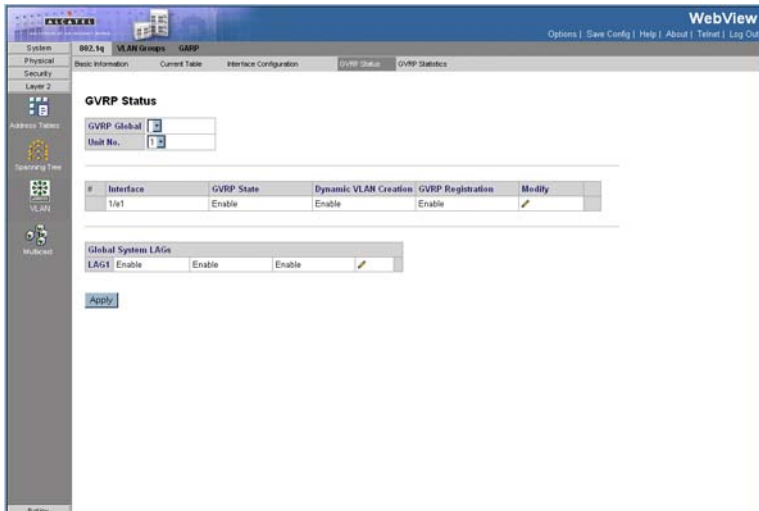 ALCATEL
WebView
Options | Save Config | Help | About | Telnet | Log Out
System
Physical
Security
Layer 2
Address Tables
Spanning Tree
VLAN
Multicast
802.1q VLAN Groups GARP
Basic Information Current Table Interface Configuration GVRP Status GVRP Statistics
GVRP Status
GVRP Global
Unit No. 1
# Interface GVRP State Dynamic VLAN Creation GVRP Registration Modify
1/e1 Enable Enable Enable
Global System LAGs
LAG1 Enable Enable Enable
Apply